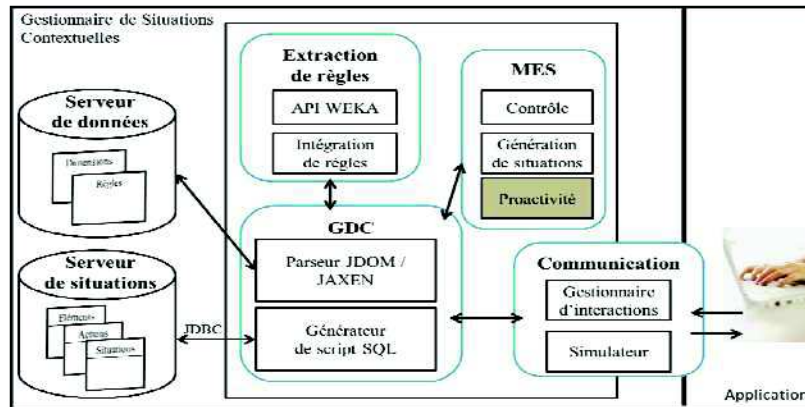 Gestionnaire de Situations
Contextuelles
Extraction
de règles
API WEKA
Intégration
de règles
MES
Contrôle
Génération
de situations
Proactivité
Serveur
de données
Dimensions
Règles
GDC
Parseur JDOM /
JAXEN
Générateur
de script SQL
Serveur
de situations
Eléments
Actions
Situations
JDBC
Communication
Gestionnaire
d'interactions
Simulateur
Application